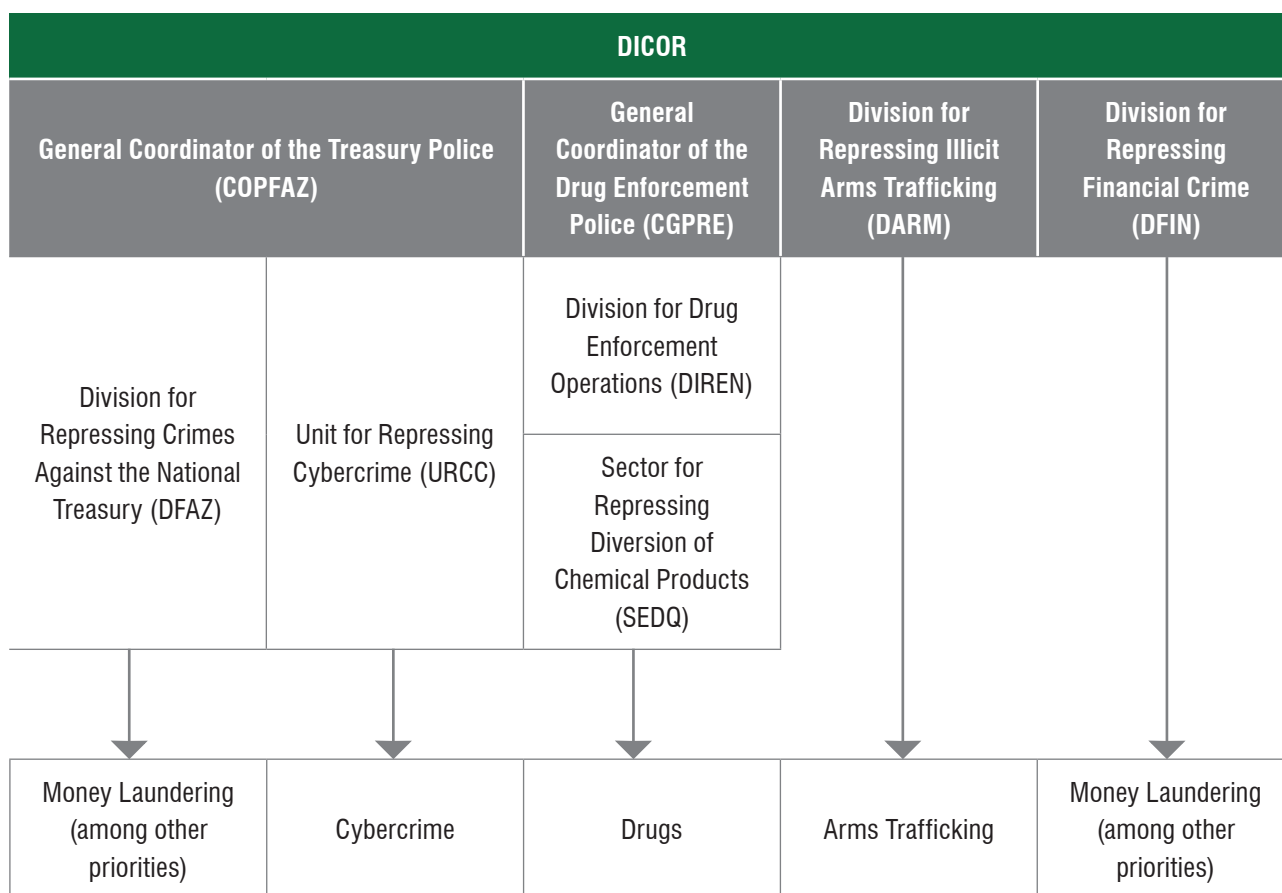 DICOR
General Coordinator of the Treasury Police
(COPFAZ)
General
Coordinator of the
Drug Enforcement
Police (CGPRE)
Division for
Repressing Illicit
Arms Trafficking
(DARM)
Division for
Repressing
Financial Crime
(DFIN)
Division for
Repressing Crimes
Against the National
Treasury (DFAZ)
Unit for Repressing
Cybercrime (URCC)
Division for Drug
Enforcement
Operations (DIREN)
Sector for
Repressing
Diversion of
Chemical Products
(SEDQ)
Money Laundering
(among other
priorities)
Cybercrime
Drugs
Arms Trafficking
Money Laundering
(among other
priorities)